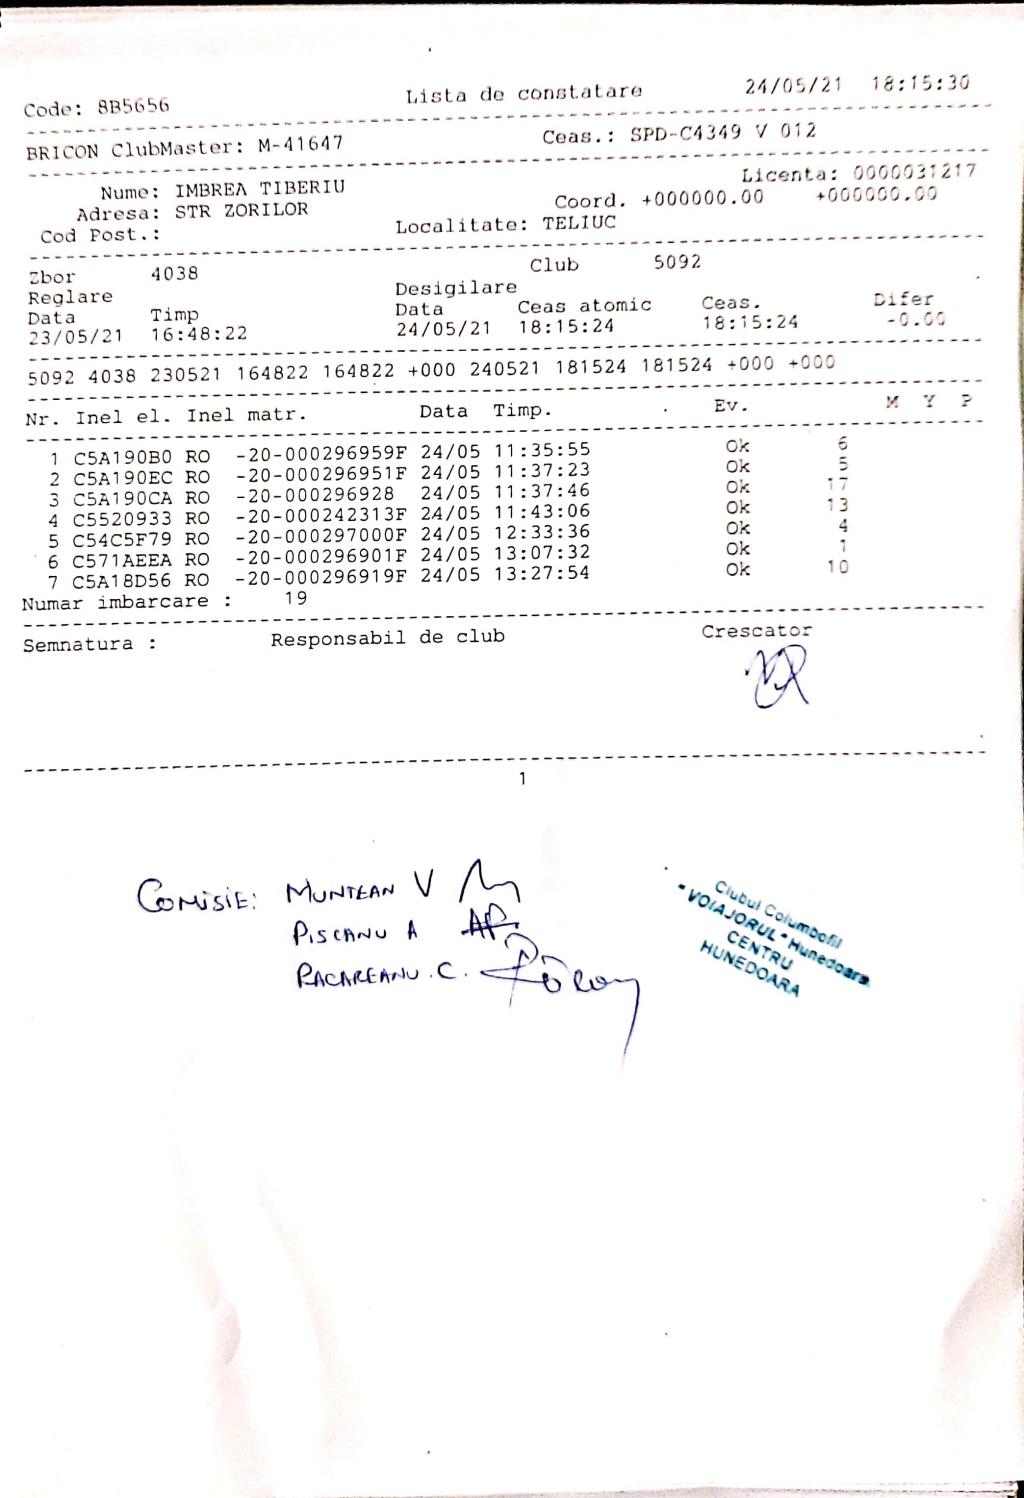 Code: 8B5656 Lista de constatare 24/05/21 18:15:30
BRICON ClubMaster: M-41647 Ceas.: SPD-C4349 V 012
Nume: IMBREA TIBERIU Licenta: 0000031217
Adresa: STR ZORILOR Coord. +000000.00 +000000.00
Cod Post.: Localitate: TELIUC
Zbor 4038 Club 5092
Reglare Desigilare
Data Timp Data Ceas atomic Ceas. Difer
23/05/21 16:48:22 24/05/21 18:15:24 18:15:24 -0.00
5092 4038 230521 164822 164822 +000 240521 181524 181524 +000 +000
Nr. Inel el. Inel matr. Data Timp. Ev. M Y P
1 C5A190B0 RO -20-000296959F 24/05 11:35:55 Ok 6
2 C5A190EC RO -20-000296951F 24/05 11:37:23 Ok 5
3 C5A190CA RO -20-000296928 24/05 11:37:46 Ok 17
4 C5520933 RO -20-000242313F 24/05 11:43:06 Ok 13
5 C54C5F79 RO -20-000297000F 24/05 12:33:36 Ok 4
6 C571AEEA RO -20-000296901F 24/05 13:07:32 Ok 1
7 C5A18D56 RO -20-000296919F 24/05 13:27:54 Ok 10
Numar imbarcare : 19
Semnatura : Responsabil de club Crescator
1
COMISIE: MUNTEAN V
PISCANU A
RACAREANU.C.
Clubul Columbofil
"VOIAJORUL" Hunedoara
CENTRU
HUNEDOARA